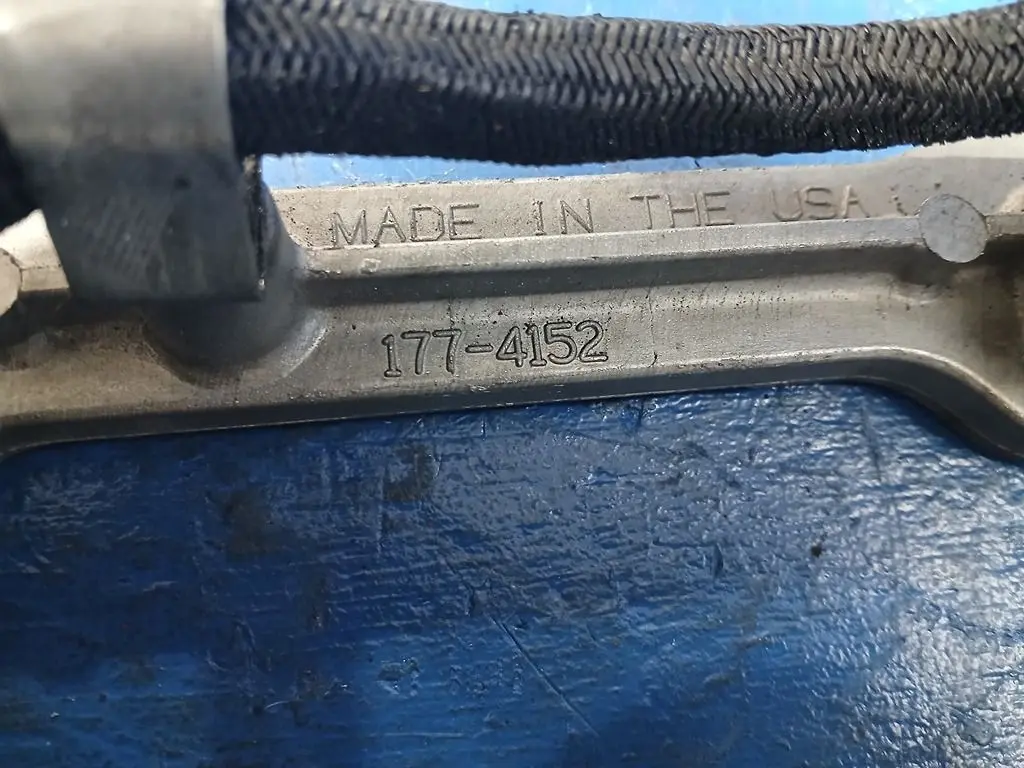 MADE IN THE USA
177-4152